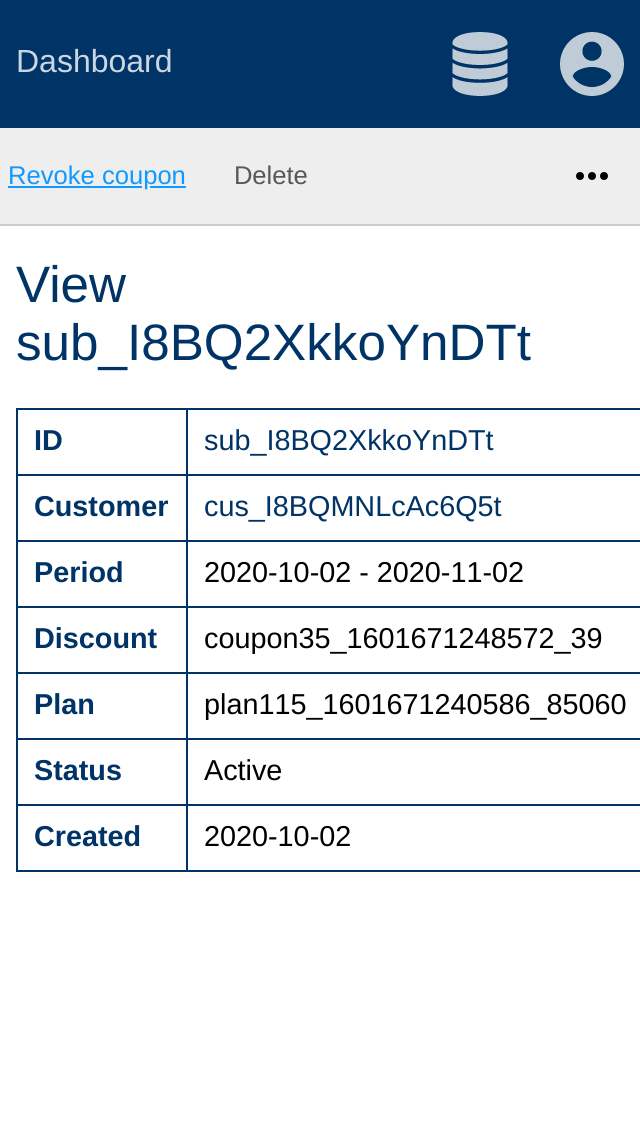 Dashboard
Revoke coupon Delete
View
sub_I8BQ2XkkoYnDTt
ID sub_I8BQ2XkkoYnDTt
Customer cus_I8BQMNLcAc6Q5t
Period 2020-10-02 - 2020-11-02
Discount coupon35_1601671248572_39
Plan plan115_1601671240586_85060
Status Active
Created 2020-10-02